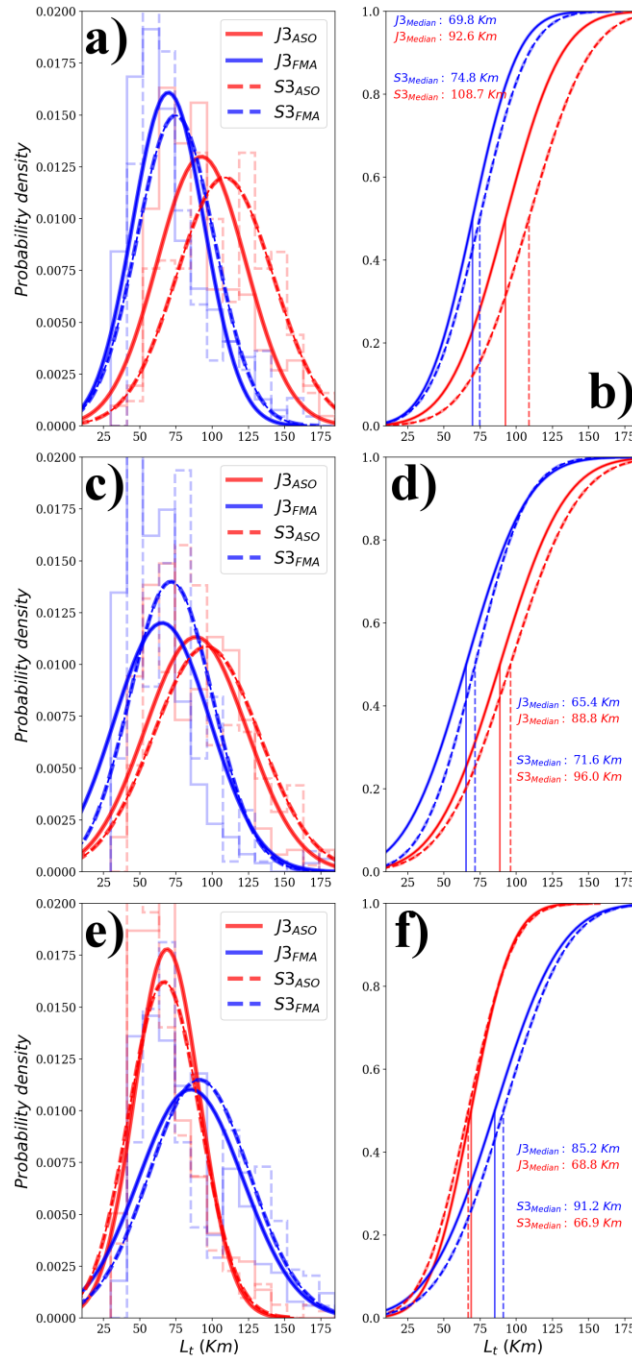 a)
Probability density
0.0200
0.0175
0.0150
0.0125
0.0100
0.0075
0.0050
0.0025
0.0000
J3ASO
J3FMA
S3ASO
S3FMA
25 50 75 100 125 150 175
b)
1.0
0.8
0.6
0.4
0.2
0.0
J3Median : 69.8 Km
J3Median : 92.6 Km
S3Median : 74.8 Km
S3Median : 108.7 Km
25 50 75 100 125 150 175
c)
Probability density
0.0200
0.0175
0.0150
0.0125
0.0100
0.0075
0.0050
0.0025
0.0000
J3ASO
J3FMA
S3ASO
S3FMA
25 50 75 100 125 150 175
d)
1.0
0.8
0.6
0.4
0.2
0.0
J3Median : 65.4 Km
J3Median : 88.8 Km
S3Median : 71.6 Km
S3Median : 96.0 Km
25 50 75 100 125 150 175
e)
Probability density
0.0200
0.0175
0.0150
0.0125
0.0100
0.0075
0.0050
0.0025
0.0000
J3ASO
J3FMA
S3ASO
S3FMA
25 50 75 100 125 150 175
Lt (Km)
f)
1.0
0.8
0.6
0.4
0.2
0.0
J3Median : 85.2 Km
J3Median : 68.8 Km
S3Median : 91.2 Km
S3Median : 66.9 Km
25 50 75 100 125 150 175
Lt (Km)